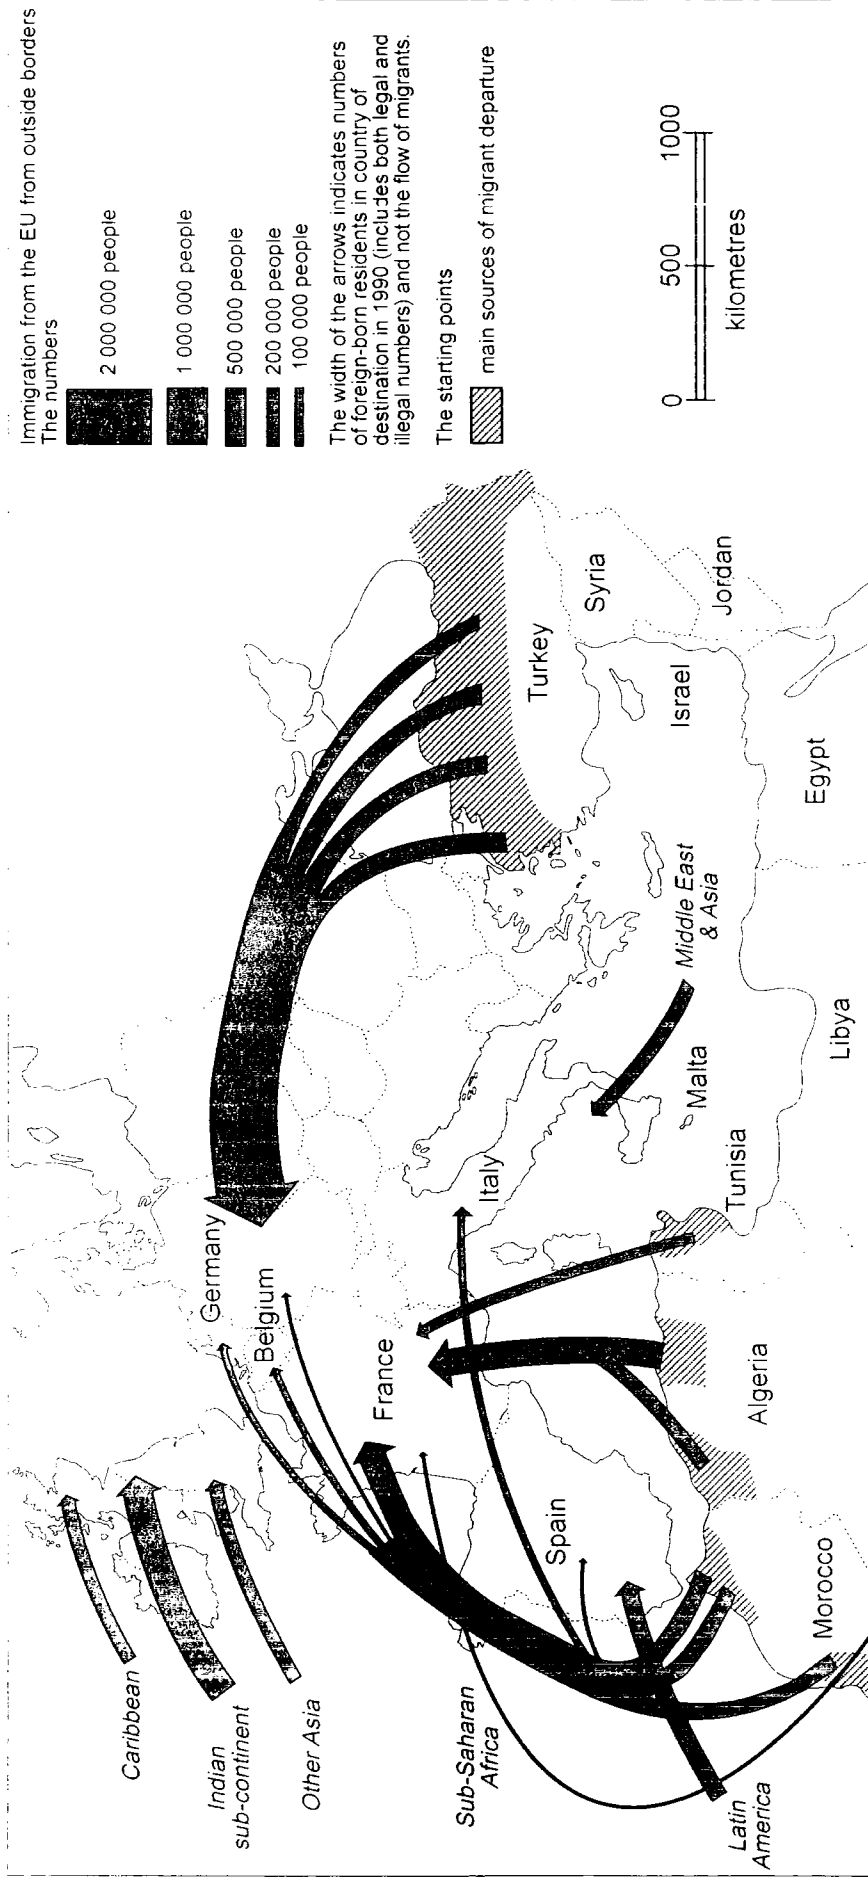 Immigration from the EU from outside borders
The numbers
2 000 000 people
1 000 000 people
500 000 people
200 000 people
100 000 people
The width of the arrows indicates numbers
of foreign-born residents in country of
destination in 1990 (includes both legal and
illegal numbers) and not the flow of migrants.
The starting points
main sources of migrant departure
0
500
1000
kilometres
Caribbean
Indian
sub-continent
Other Asia
Sub-Saharan
Africa
Latin
America
Germany
Belgium
France
Spain
Italy
Morocco
Algeria
Tunisia
Malta
Libya
Middle East
& Asia
Egypt
Israel
Turkey
Syria
Jordan